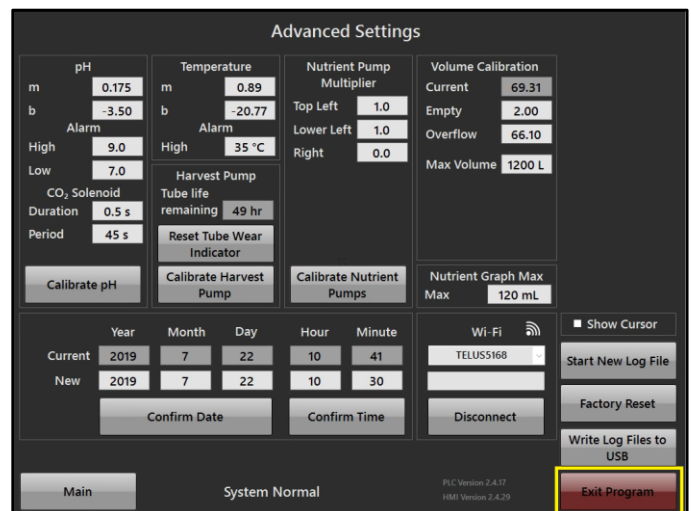 Advanced Settings
pH
m 0.175
b -3.50
Alarm
High 9.0
Low 7.0
CO₂ Solenoid
Duration 0.5 s
Period 45 s
Calibrate pH
Temperature
m 0.89
b -20.77
Alarm
High 35 °C
Harvest Pump
Tube life
remaining 49 hr
Reset Tube Wear
Indicator
Calibrate Harvest
Pump
Nutrient Pump
Multiplier
Top Left 1.0
Lower Left 1.0
Right 0.0
Calibrate Nutrient
Pumps
Volume Calibration
Current 69.31
Empty 2.00
Overflow 66.10
Max Volume 1200 L
Nutrient Graph Max
Max 120 mL
Year Month Day Hour Minute
Current 2019 7 22 10 41
New 2019 7 22 10 30
Confirm Date
Confirm Time
Wi-Fi
TELUS5168
Disconnect
Show Cursor
Start New Log File
Factory Reset
Write Log Files to
USB
Main
System Normal
PLC Version 2.4.17
HMI Version 2.4.29
Exit Program